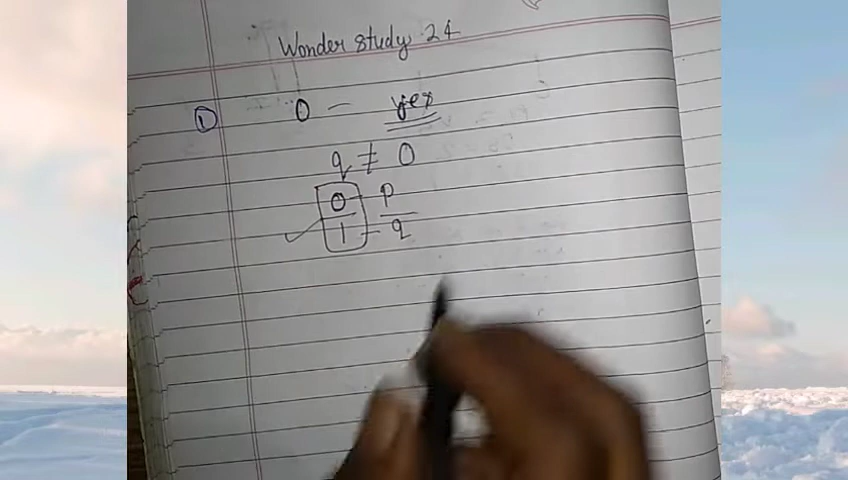 Wonder study 24
① 0 — yes
q ≠ 0
0 — p
1 — q